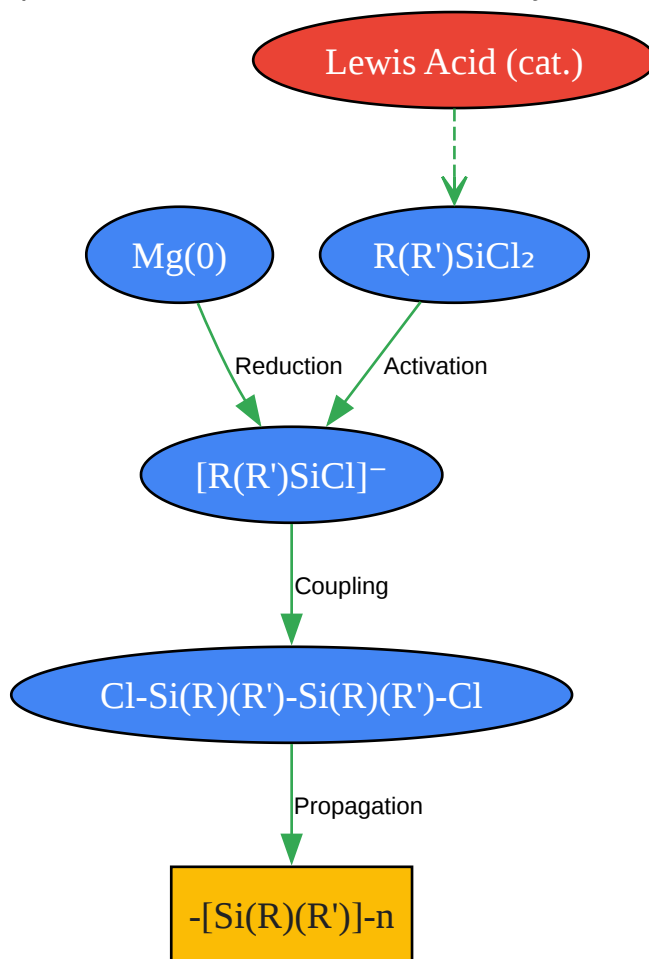 Lewis Acid (cat.)
Mg(0)
R(R')SiCl₂
Reduction
Activation
[R(R')SiCl]⁻
Coupling
Cl-Si(R)(R')-Si(R)(R')-Cl
Propagation
-[Si(R)(R')]-n